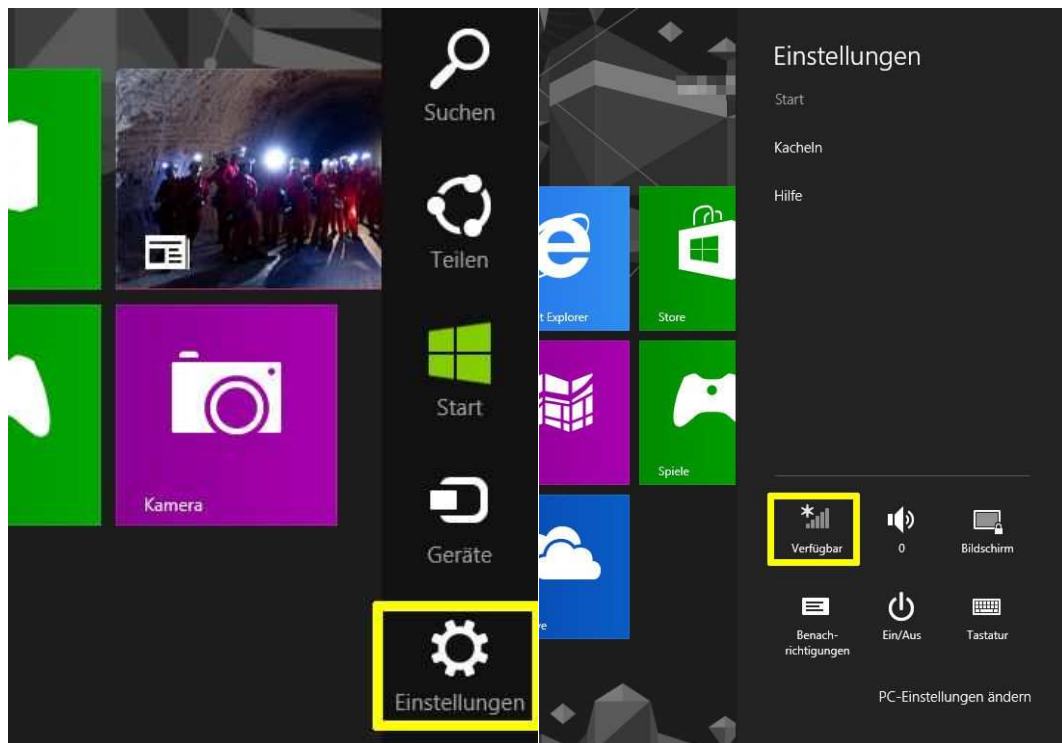 Suchen
Teilen
Start
Kamera
Geräte
Einstellungen
Einstellungen
Start
Kacheln
Hilfe
t Explorer
Store
Spiele
ve
Verfügbar
0
Bildschirm
Benach-
richtigungen
Ein/Aus
Tastatur
PC-Einstellungen ändern